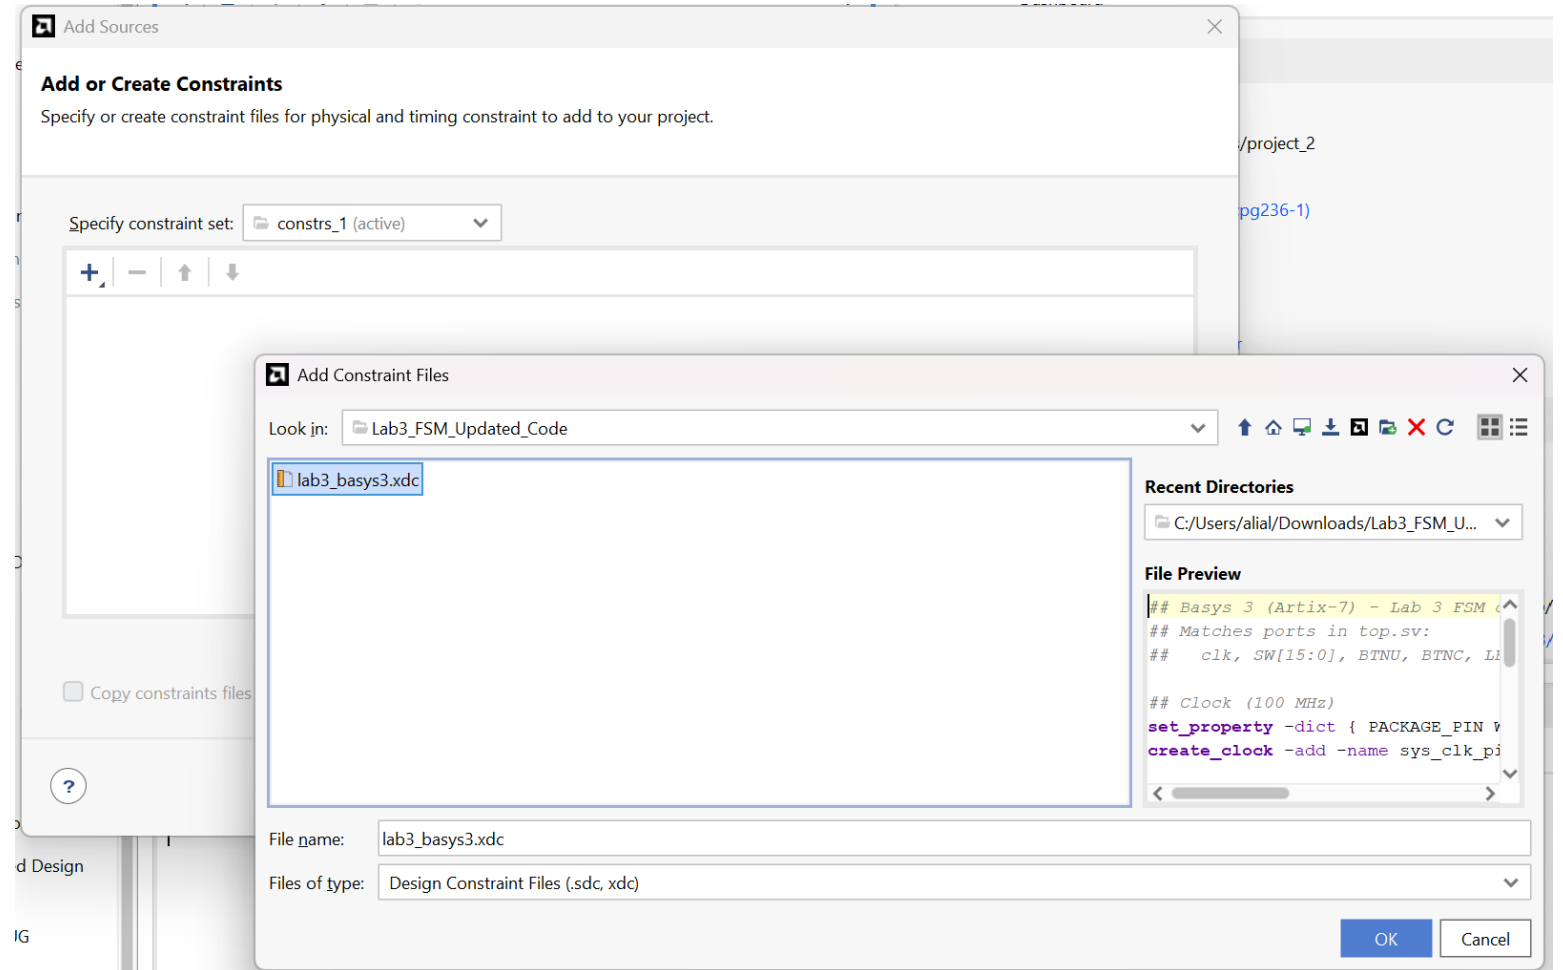 Add Sources
Add or Create Constraints
Specify or create constraint files for physical and timing constraint to add to your project.
/project_2
pg236-1)
Specify constraint set:
constrs_1 (active)
Add Constraint Files
Look in:
Lab3_FSM_Updated_Code
lab3_basys3.xdc
Recent Directories
C:/Users/alial/Downloads/Lab3_FSM_U...
File Preview
## Basys 3 (Artix-7) - Lab 3 FSM
## Matches ports in top.sv:
## clk, SW[15:0], BTNU, BTNC,
## Clock (100 MHz)
set_property -dict { PACKAGE_PIN
create_clock -add -name sys_clk_pi
Copy constraints files
?
File name:
lab3_basys3.xdc
Files of type:
Design Constraint Files (.sdc, xdc)
d Design
OK
Cancel